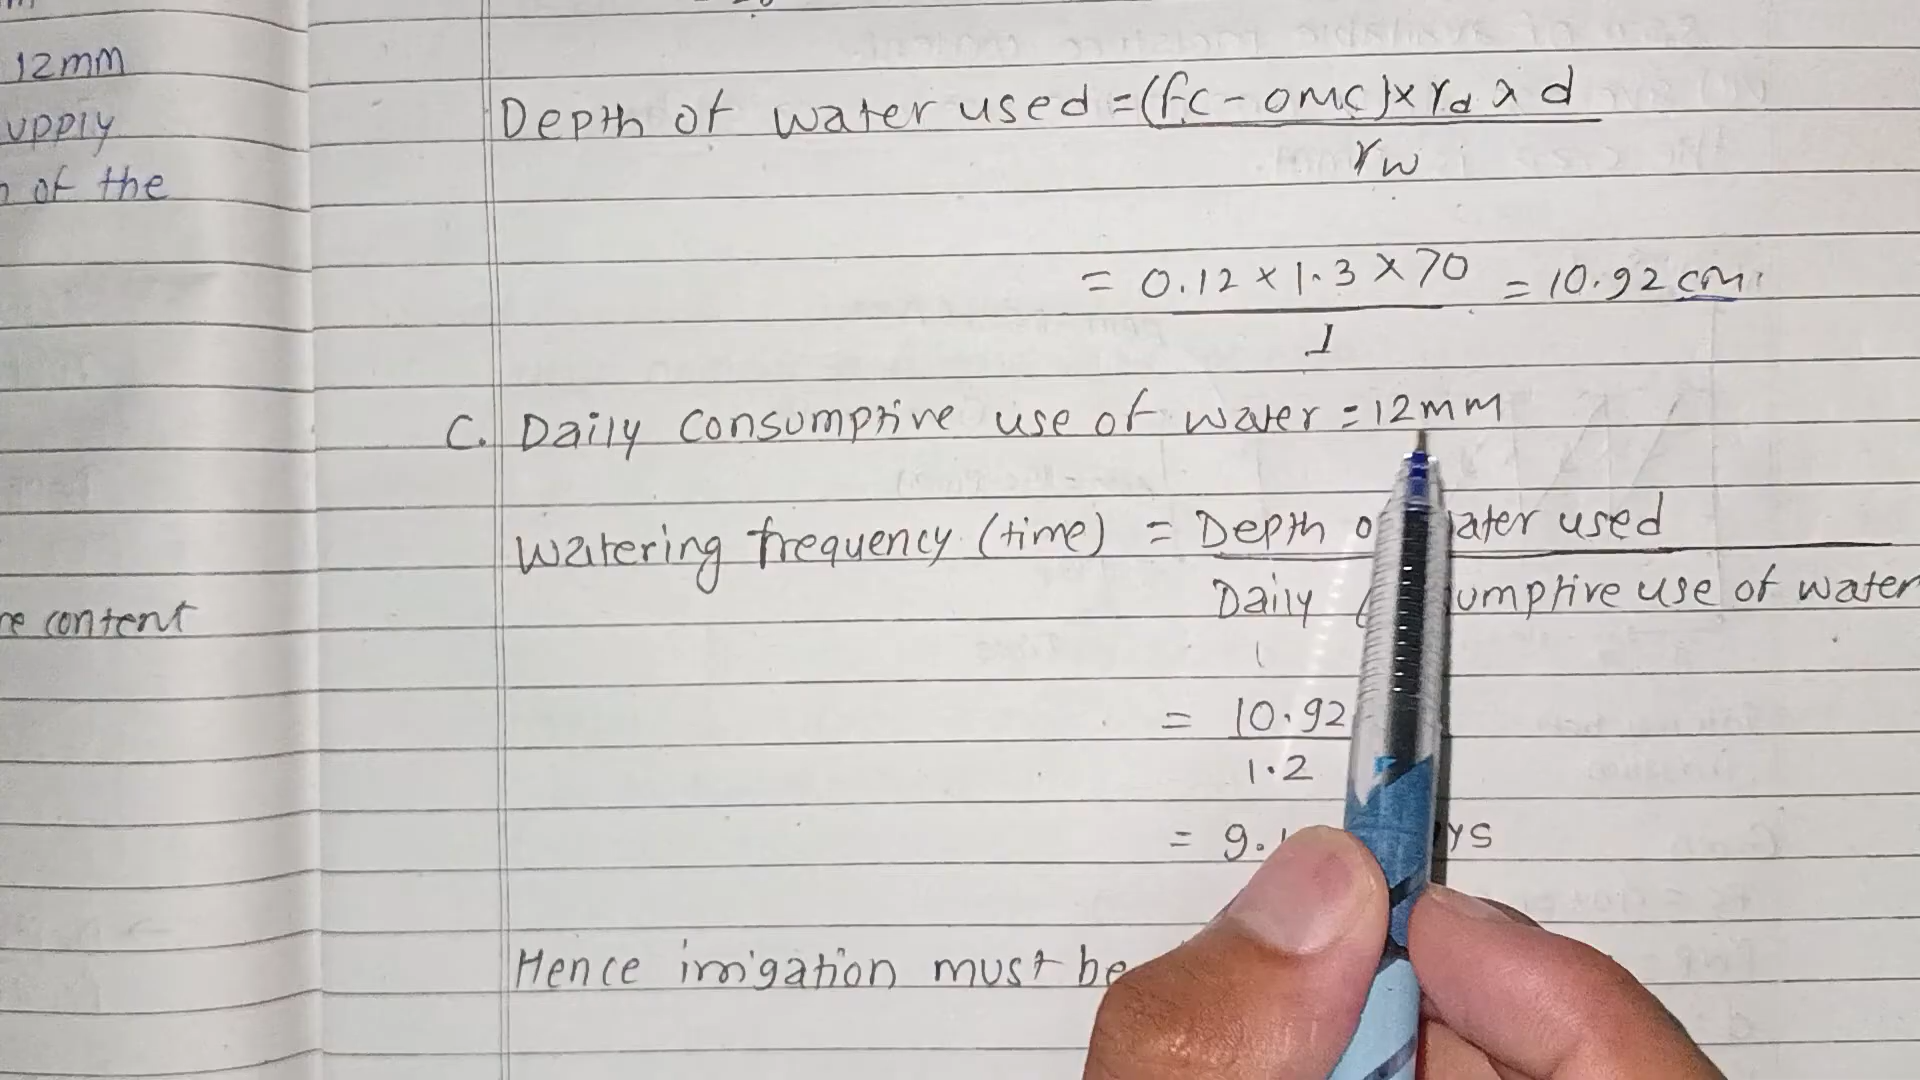 12mm
upply
of the
re content
Depth of water used = (fc - omc) × γd × d
γw
= 0.12 × 1.3 × 70 = 10.92 cm
1
C. Daily consumptive use of water = 12mm
Watering frequency (time) = Depth o ater used
Daily umptive use of water
= 10.92
1.2
= 9. ys
Hence irrigation must be